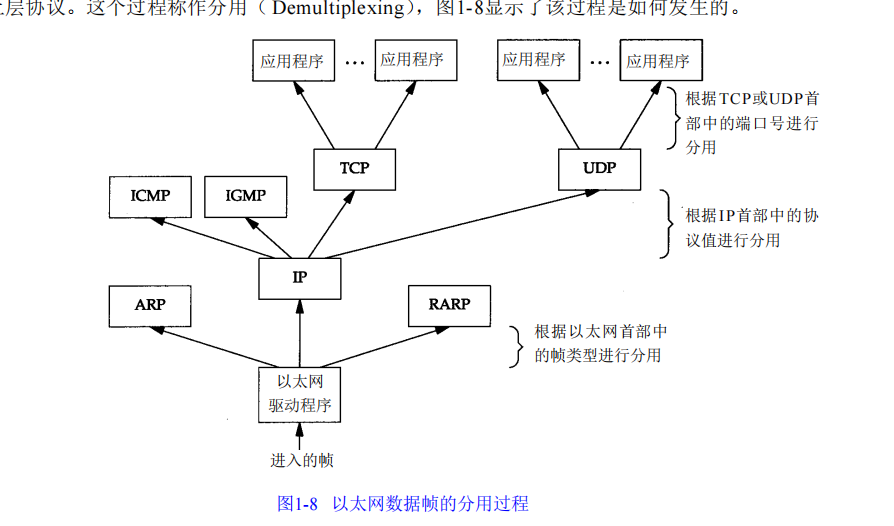 上层协议。这个过程称作分用（Demultiplexing），图1-8显示了该过程是如何发生的。
应用程序 … 应用程序 应用程序 … 应用程序
根据TCP或UDP首
部中的端口号进行
分用
TCP UDP
ICMP IGMP
根据IP首部中的协
议值进行分用
IP
ARP RARP
根据以太网首部中
的帧类型进行分用
以太网
驱动程序
进入的帧
图1-8 以太网数据帧的分用过程